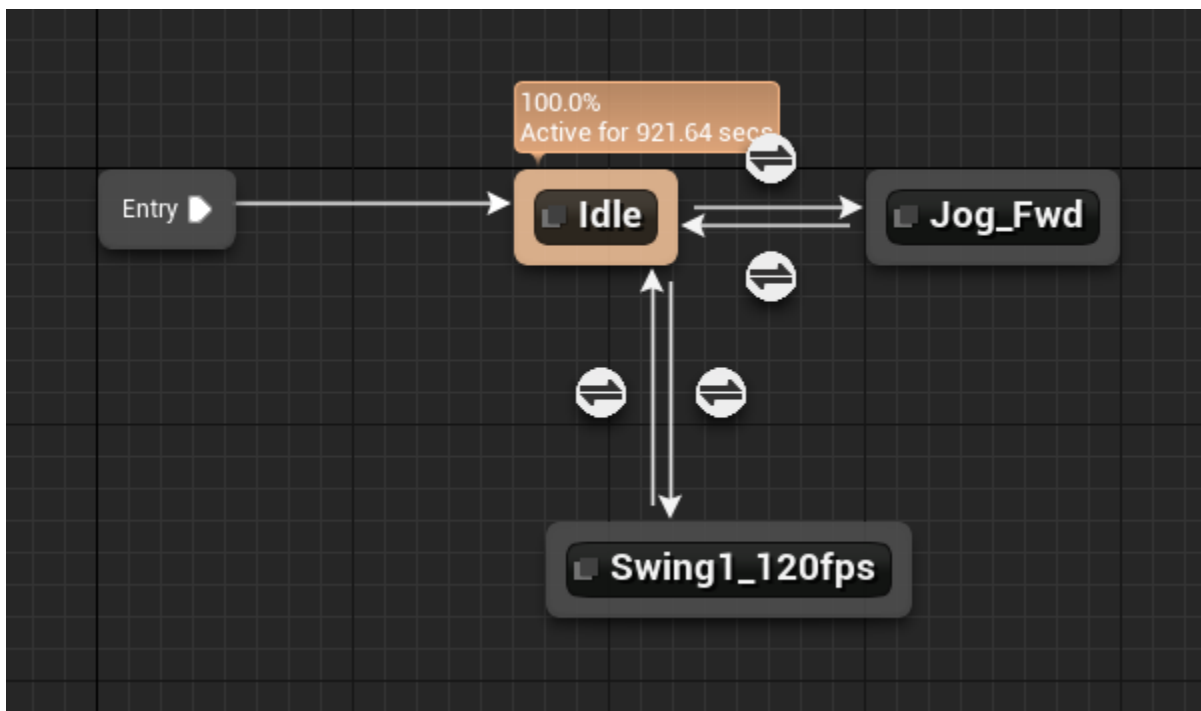 100.0%
Active for 921.64 secs
Entry
Idle
Jog_Fwd
Swing1_120fps